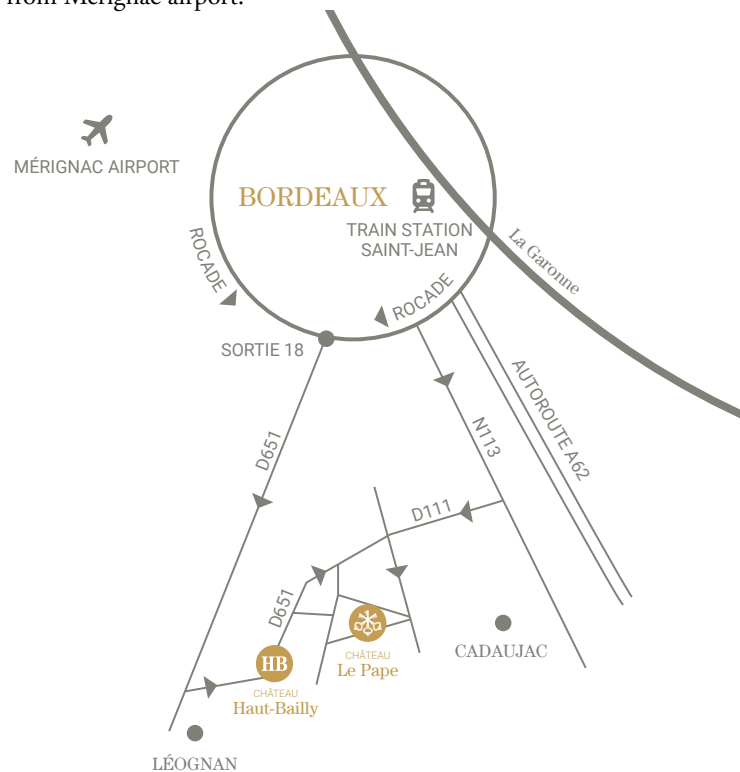 from Mérignac airport.
MÉRIGNAC AIRPORT
BORDEAUX
TRAIN STATION
SAINT-JEAN
La Garonne
ROCADE
ROCADE
SORTIE 18
AUTOROUTE A62
N113
D651
D111
D651
HB
CHÂTEAU
Le Pape
CADAUJAC
CHÂTEAU
Haut-Bailly
LÉOGNAN